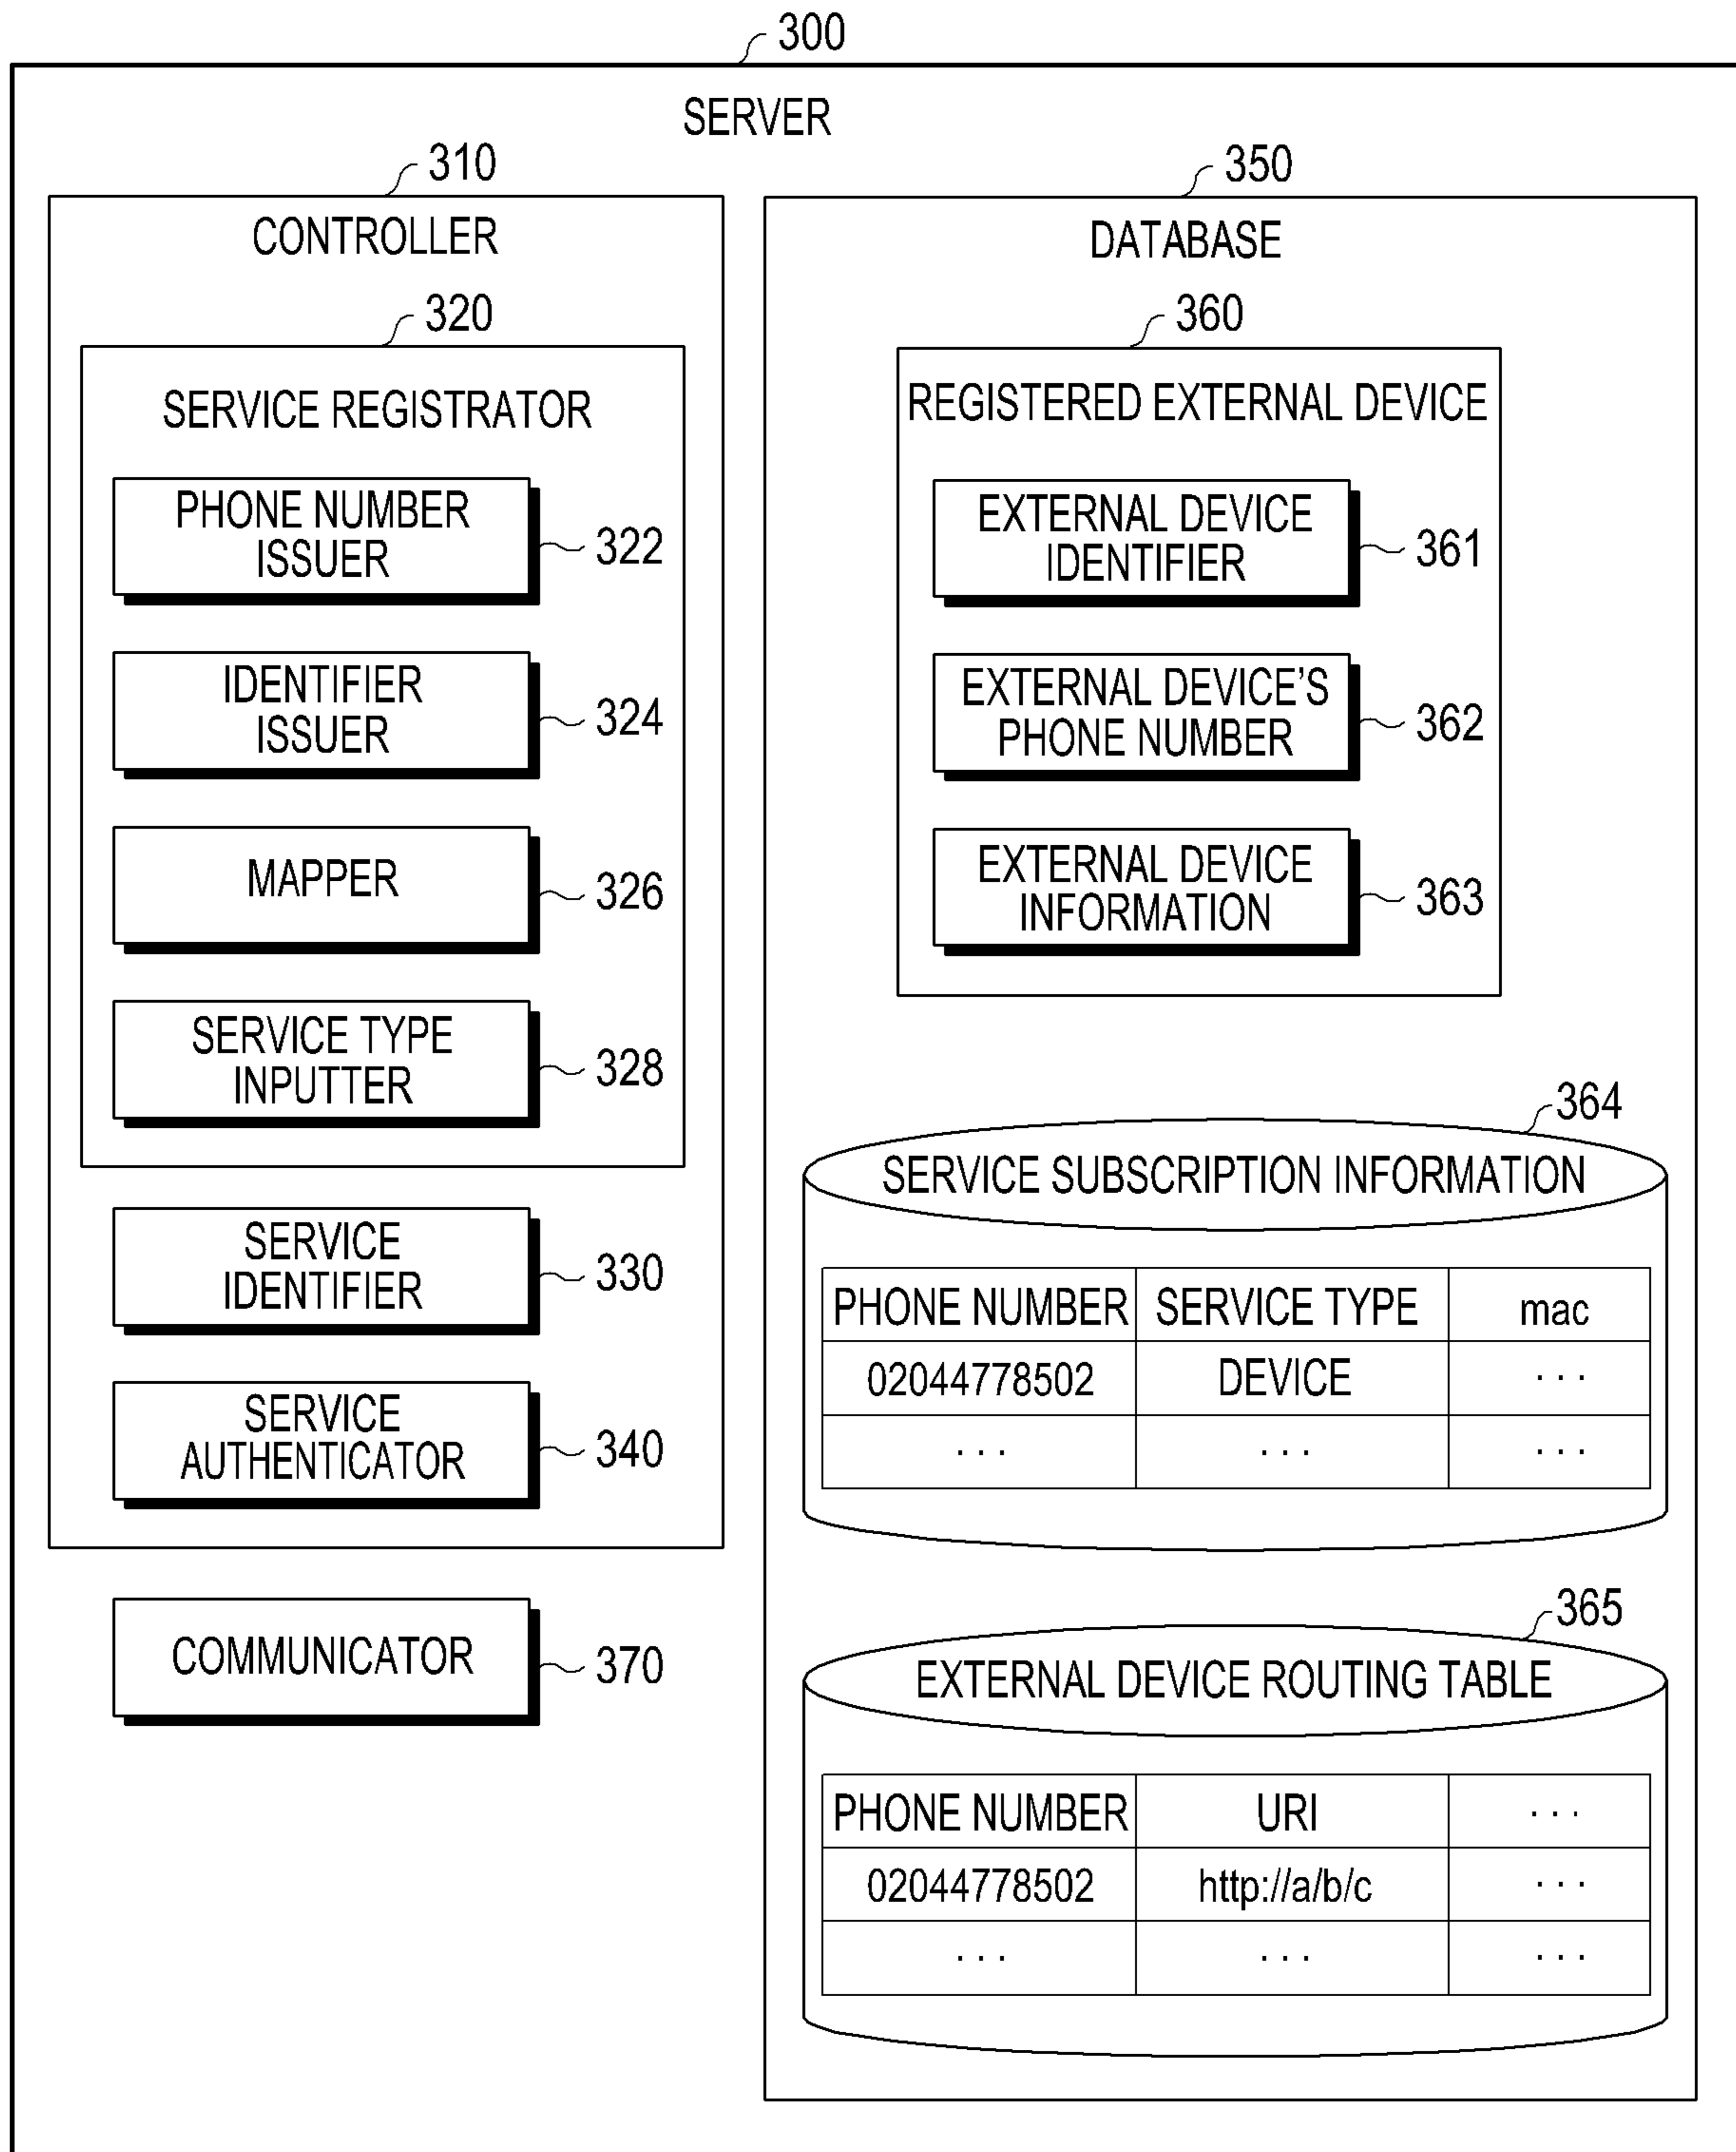 300
SERVER
310
CONTROLLER
320
SERVICE REGISTRATOR
PHONE NUMBER
ISSUER
322
IDENTIFIER
ISSUER
324
MAPPER
326
SERVICE TYPE
INPUTTER
328
SERVICE
IDENTIFIER
330
SERVICE
AUTHENTICATOR
340
COMMUNICATOR
370
350
DATABASE
360
REGISTERED EXTERNAL DEVICE
EXTERNAL DEVICE
IDENTIFIER
361
EXTERNAL DEVICE'S
PHONE NUMBER
362
EXTERNAL DEVICE
INFORMATION
363
364
SERVICE SUBSCRIPTION INFORMATION
PHONE NUMBER SERVICE TYPE mac
02044778502 DEVICE ...
... ... ...
365
EXTERNAL DEVICE ROUTING TABLE
PHONE NUMBER URI ...
02044778502 http://a/b/c ...
... ... ...